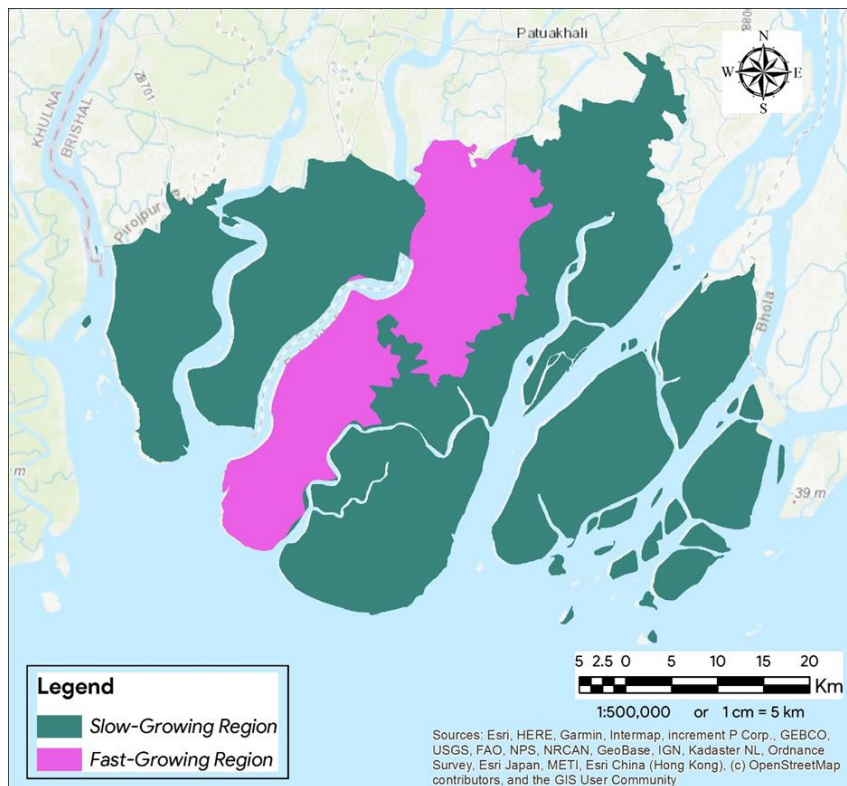 Patuakhali
Z8701
088
N
W E
S
KHULNA
BRISHAL
Pirojpur
Bhola
m
-39 m
5 2.5 0 5 10 15 20
Km
1:500,000 or 1 cm = 5 km
Legend
Slow-Growing Region
Fast-Growing Region
Sources: Esri, HERE, Garmin, Intermap, increment P Corp., GEBCO,
USGS, FAO, NPS, NRCAN, GeoBase, IGN, Kadaster NL, Ordnance
Survey, Esri Japan, METI, Esri China (Hong Kong), (c) OpenStreetMap
contributors, and the GIS User Community